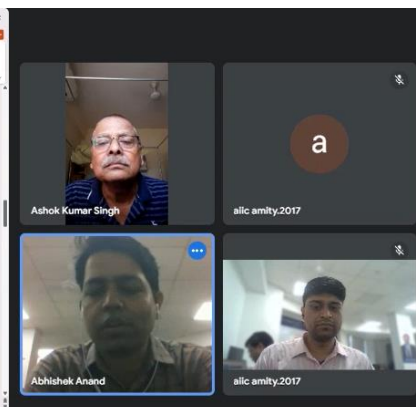 a
Ashok Kumar Singh
aiic amity.2017
Abhishek Anand
aiic amity.2017